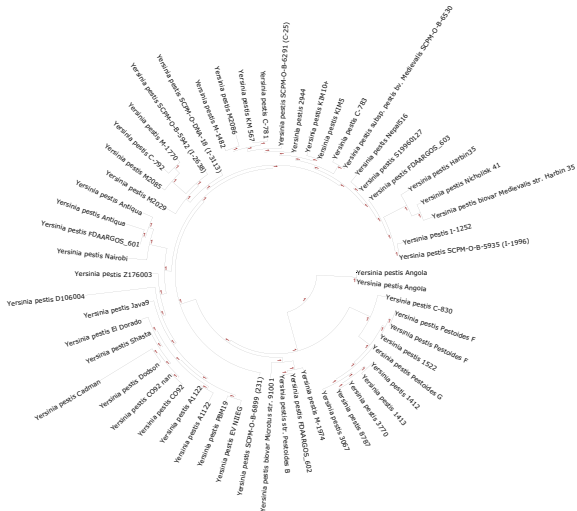 Yersinia pestis Angola
Yersinia pestis Angola
Yersinia pestis C-830
Yersinia pestis Pestoides F
Yersinia pestis Pestoides F
Yersinia pestis 1522
Yersinia pestis Pestoides G
Yersinia pestis 1412
Yersinia pestis 1413
Yersinia pestis 3770
Yersinia pestis 8787
Yersinia pestis 3067
Yersinia pestis M-1974
Yersinia pestis FDAARGOS_602
Yersinia pestis str. Pestoides B
Yersinia pestis biovar Microtus str. 91001
Yersinia pestis SCPM-O-B-6899 (231)
Yersinia pestis EV NIIEG
Yersinia pestis PBM19
Yersinia pestis A1122
Yersinia pestis A1122
Yersinia pestis CO92
Yersinia pestis CO92 nan
Yersinia pestis Dodson
Yersinia pestis Cadman
Yersinia pestis Shasta
Yersinia pestis El Dorado
Yersinia pestis Java9
Yersinia pestis D106004
Yersinia pestis Z176003
Yersinia pestis Nairobi
Yersinia pestis FDAARGOS_601
Yersinia pestis Antiqua
Yersinia pestis Antiqua
Yersinia pestis M2029
Yersinia pestis M2085
Yersinia pestis C-792
Yersinia pestis M-1770
Yersinia pestis SCPM-O-B-5942 (I-2638)
Yersinia pestis SCPM-O-DNA-18 (I-3113)
Yersinia pestis M-1482
Yersinia pestis M2086
Yersinia pestis KIM 567
Yersinia pestis C-781
Yersinia pestis SCPM-O-B-6291 (C-25)
Yersinia pestis 2944
Yersinia pestis KIM10+
Yersinia pestis KIM5
Yersinia pestis C-783
Yersinia pestis subsp. pestis bv. Medievalis SCPM-O-B-6530
Yersinia pestis Nepal516
Yersinia pestis S19960127
Yersinia pestis FDAARGOS_603
Yersinia pestis Harbin35
Yersinia pestis Nicholisk 41
Yersinia pestis biovar Medievalis str. Harbin 35
Yersinia pestis I-1252
Yersinia pestis SCPM-O-B-5935 (I-1996)